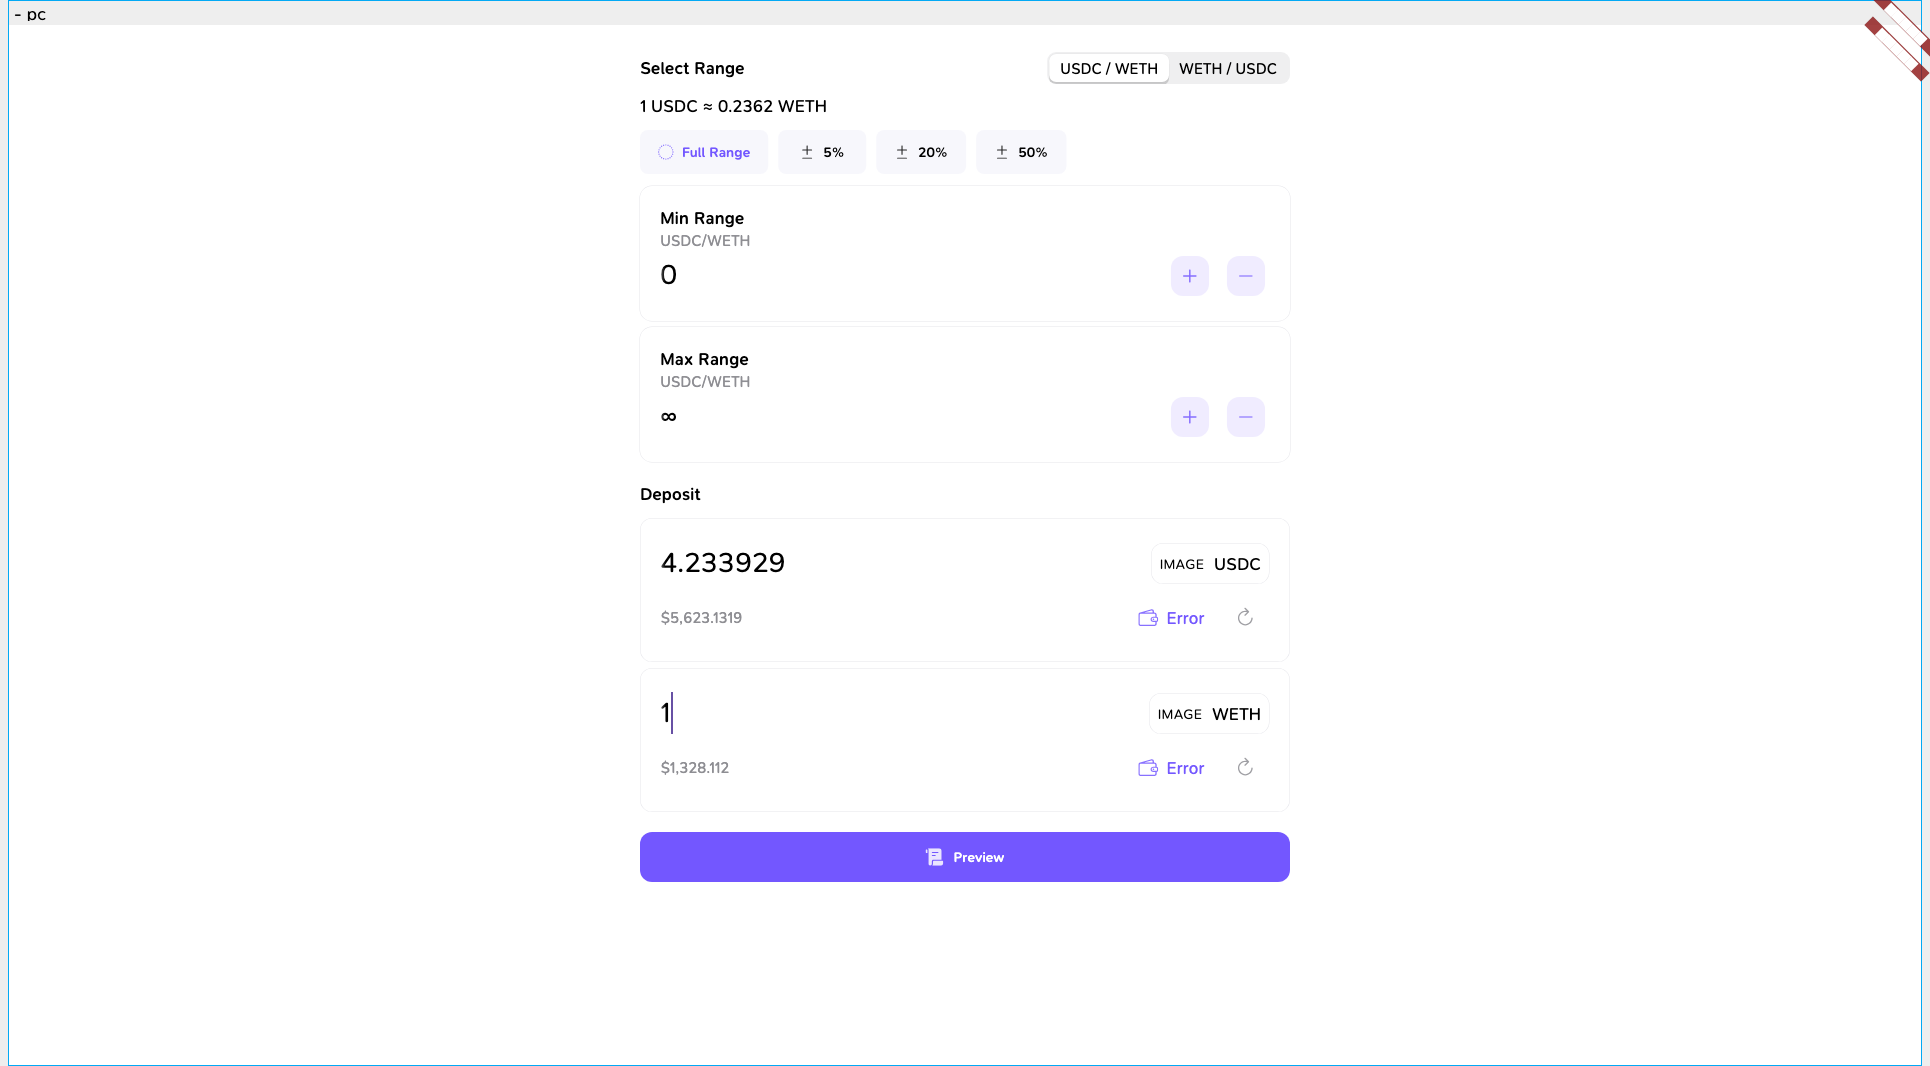 - pc
Select Range
USDC / WETH WETH / USDC
1 USDC ≈ 0.2362 WETH
Full Range ± 5% ± 20% ± 50%
Min Range
USDC/WETH
0
Max Range
USDC/WETH
∞
Deposit
4.233929 IMAGE USDC
$5,623.1319 Error
1 IMAGE WETH
$1,328.112 Error
Preview